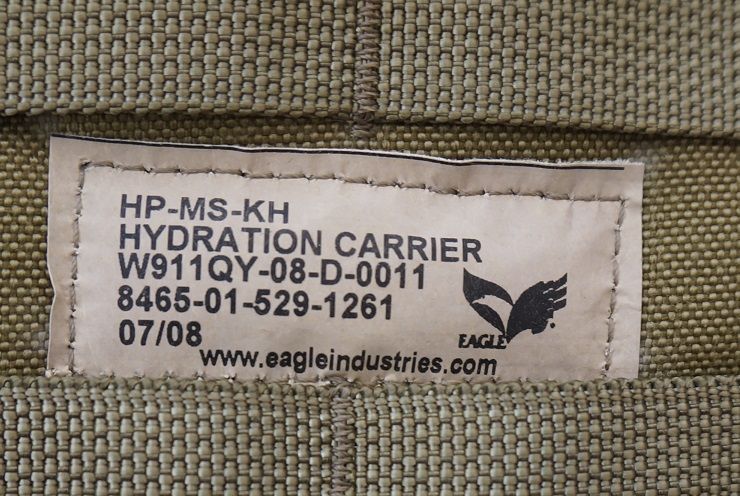 HP-MS-KH
HYDRATION CARRIER
W911QY-08-D-0011
8465-01-529-1261
07/08
EAGLE
www.eagleindustries.com